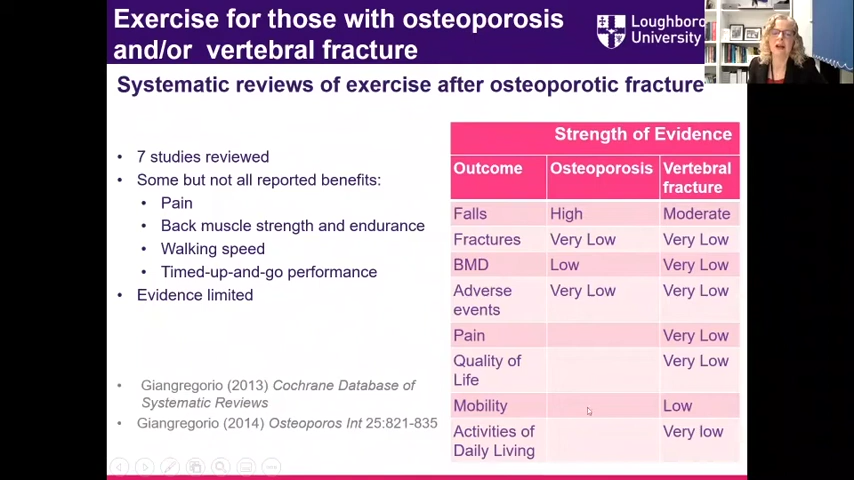 Exercise for those with osteoporosis
and/or vertebral fracture
Loughboro
University
Systematic reviews of exercise after osteoporotic fracture
• 7 studies reviewed
• Some but not all reported benefits:
• Pain
• Back muscle strength and endurance
• Walking speed
• Timed-up-and-go performance
• Evidence limited
• Giangregorio (2013) Cochrane Database of
Systematic Reviews
• Giangregorio (2014) Osteoporos Int 25:821-835
Strength of Evidence
Outcome Osteoporosis Vertebral
fracture
Falls High Moderate
Fractures Very Low Very Low
BMD Low Very Low
Adverse Very Low Very Low
events
Pain Very Low
Quality of Very Low
Life
Mobility Low
Activities of Very low
Daily Living